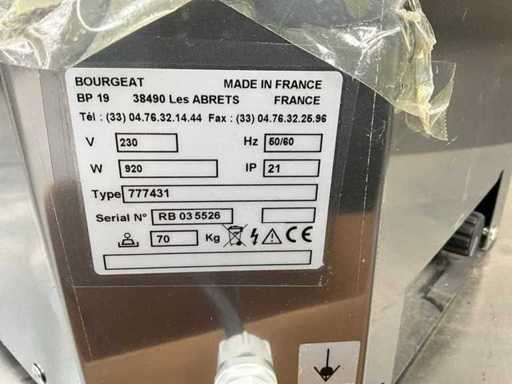 BOURGEAT MADE IN FRANCE
BP 19 38490 Les ABRETS FRANCE
Tél : (33) 04.76.32.14.44 Fax : (33) 04.76.32.25.96
V 230 Hz 50/60
W 920 IP 21
Type 777431
Serial N° RB 03 5526
70 Kg CE